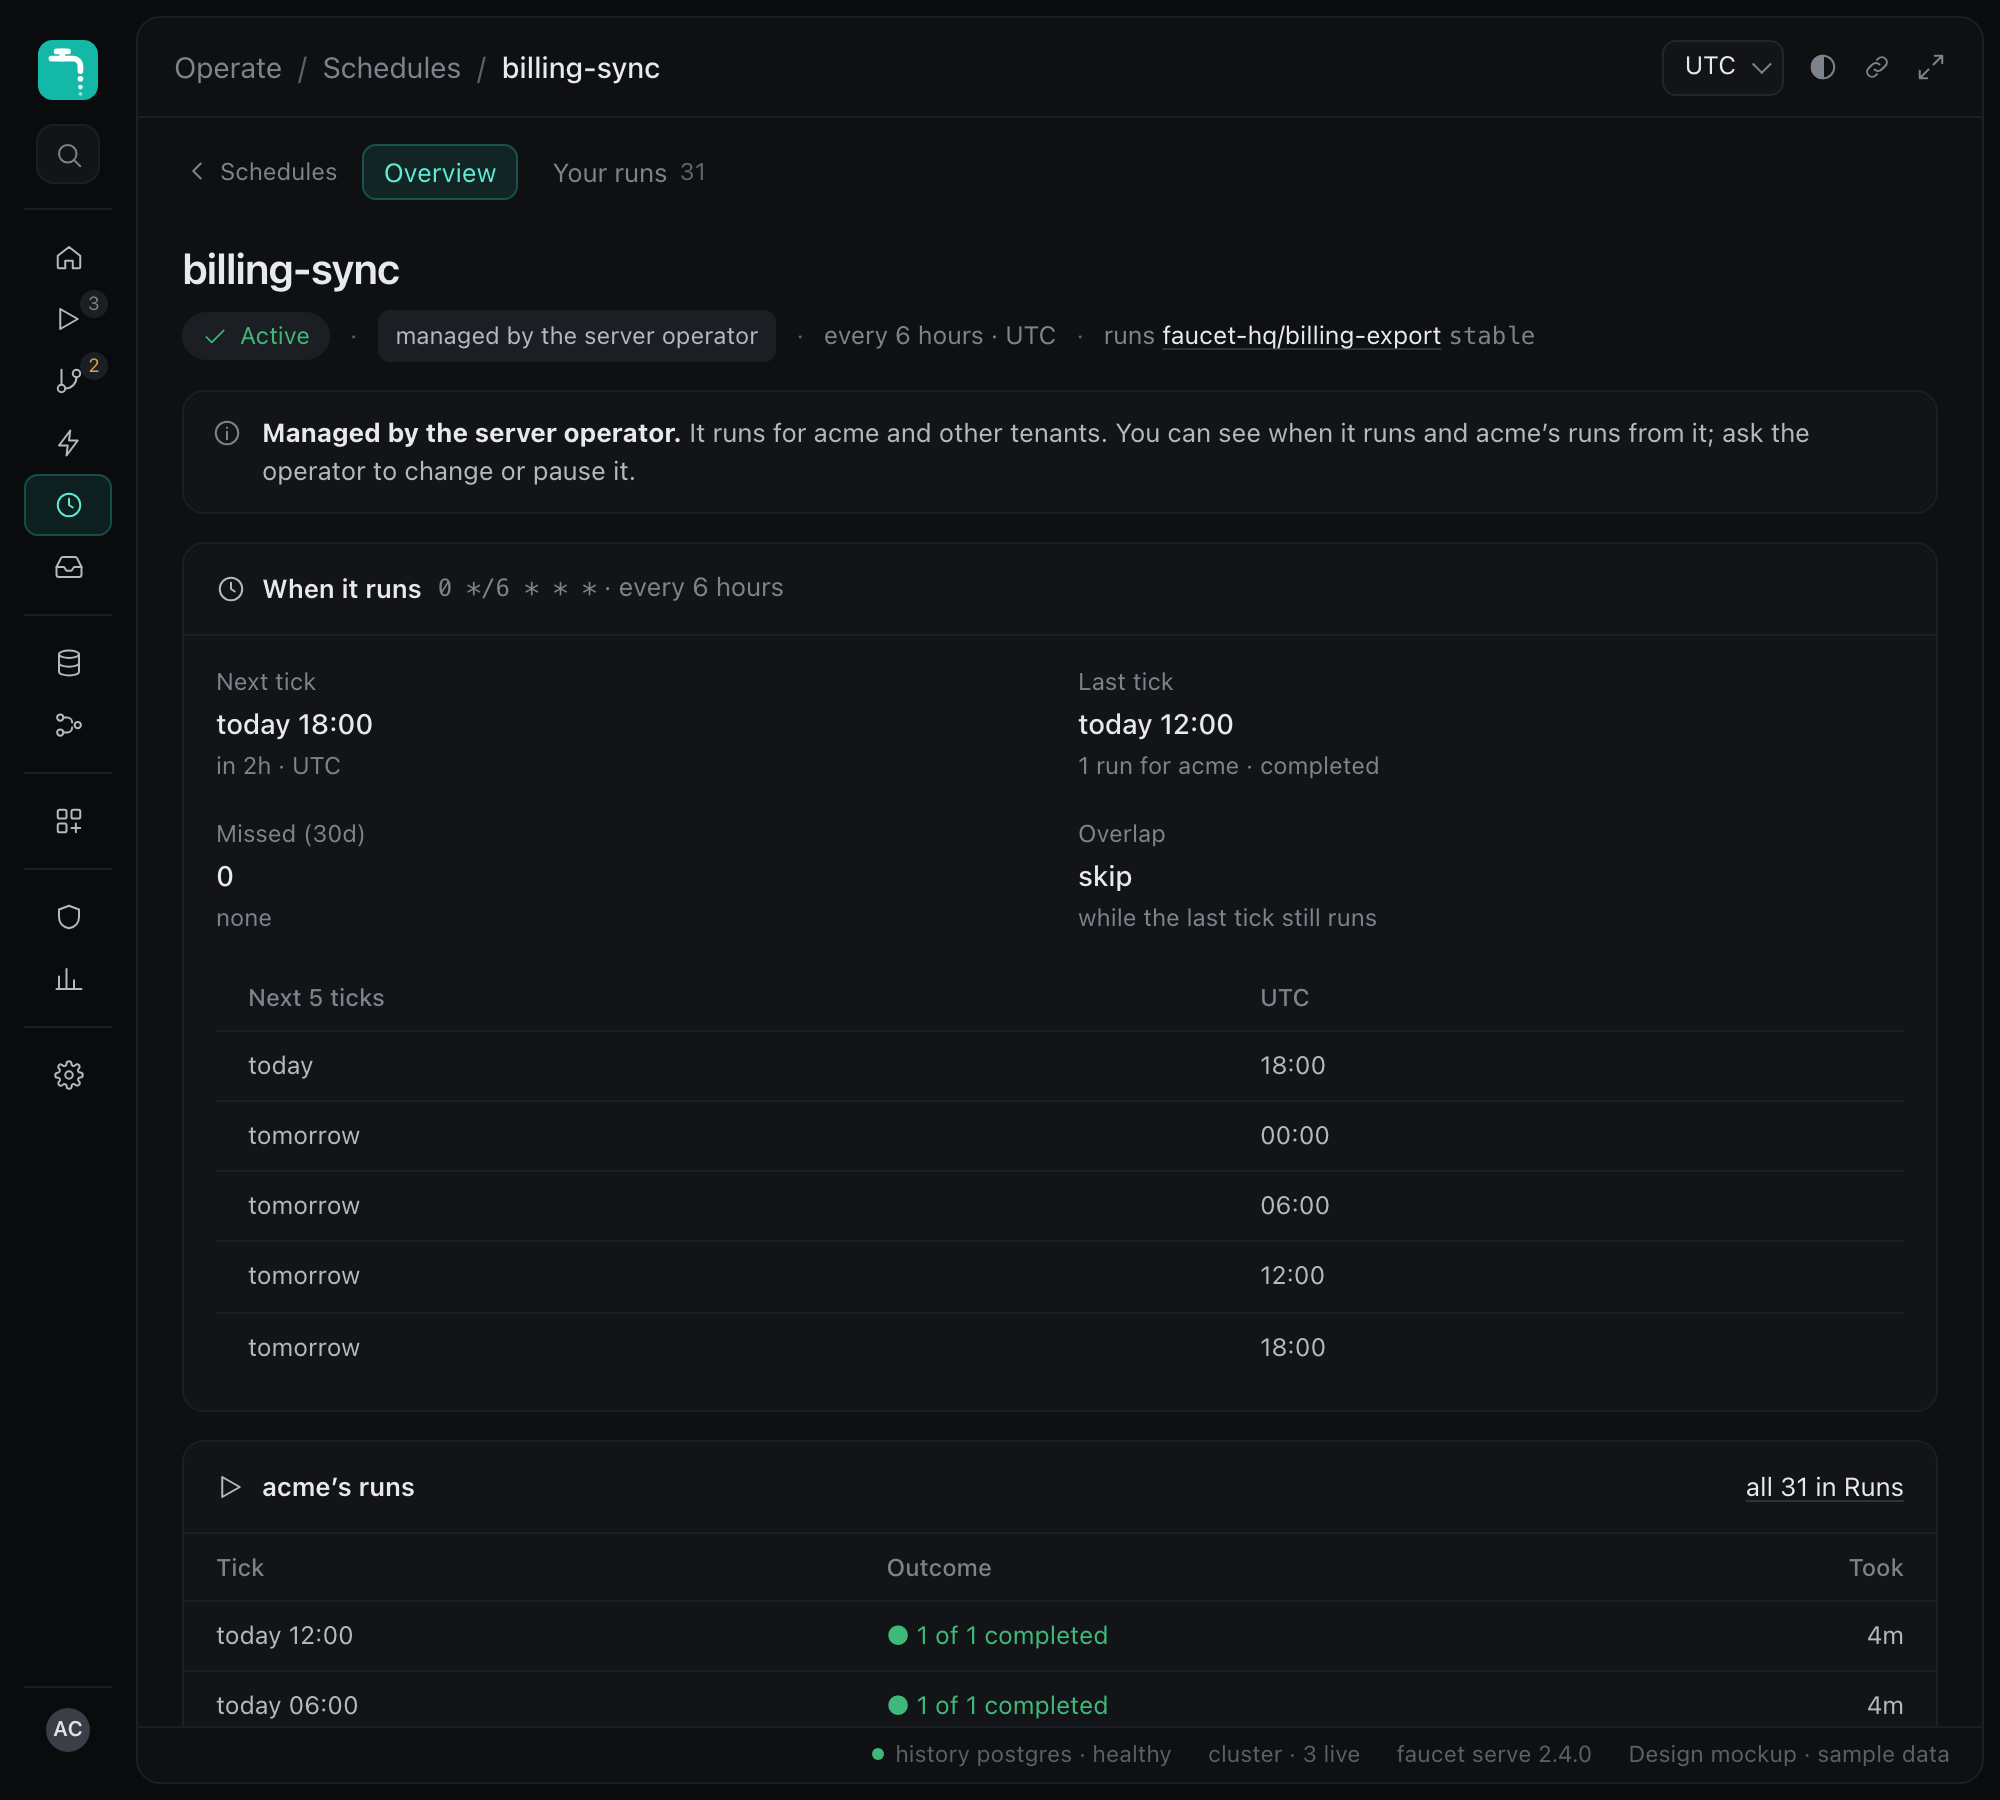 Operate / Schedules / billing-sync
UTC
Schedules
Overview
Your runs 31
3
2
billing-sync
Active · managed by the server operator · every 6 hours · UTC · runs faucet-hq/billing-export stable
Managed by the server operator. It runs for acme and other tenants. You can see when it runs and acme’s runs from it; ask the
operator to change or pause it.
When it runs 0 */6 * * * · every 6 hours
Next tick
today 18:00
in 2h · UTC
Last tick
today 12:00
1 run for acme · completed
Missed (30d)
0
none
Overlap
skip
while the last tick still runs
Next 5 ticks UTC
today 18:00
tomorrow 00:00
tomorrow 06:00
tomorrow 12:00
tomorrow 18:00
acme’s runs
all 31 in Runs
Tick Outcome Took
today 12:00 1 of 1 completed 4m
today 06:00 1 of 1 completed 4m
AC
history postgres · healthy cluster · 3 live faucet serve 2.4.0 Design mockup · sample data